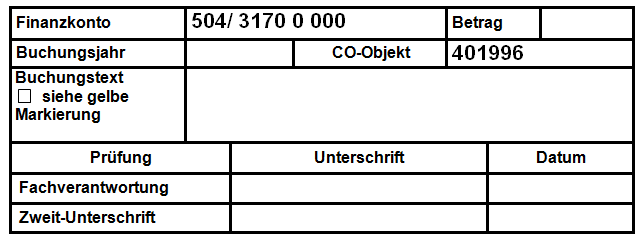 Finanzkonto 504/ 3170 0 000 Betrag
Buchungsjahr CO-Objekt 401996
Buchungstext
☐ siehe gelbe
Markierung
Prüfung Unterschrift Datum
Fachverantwortung
Zweit-Unterschrift